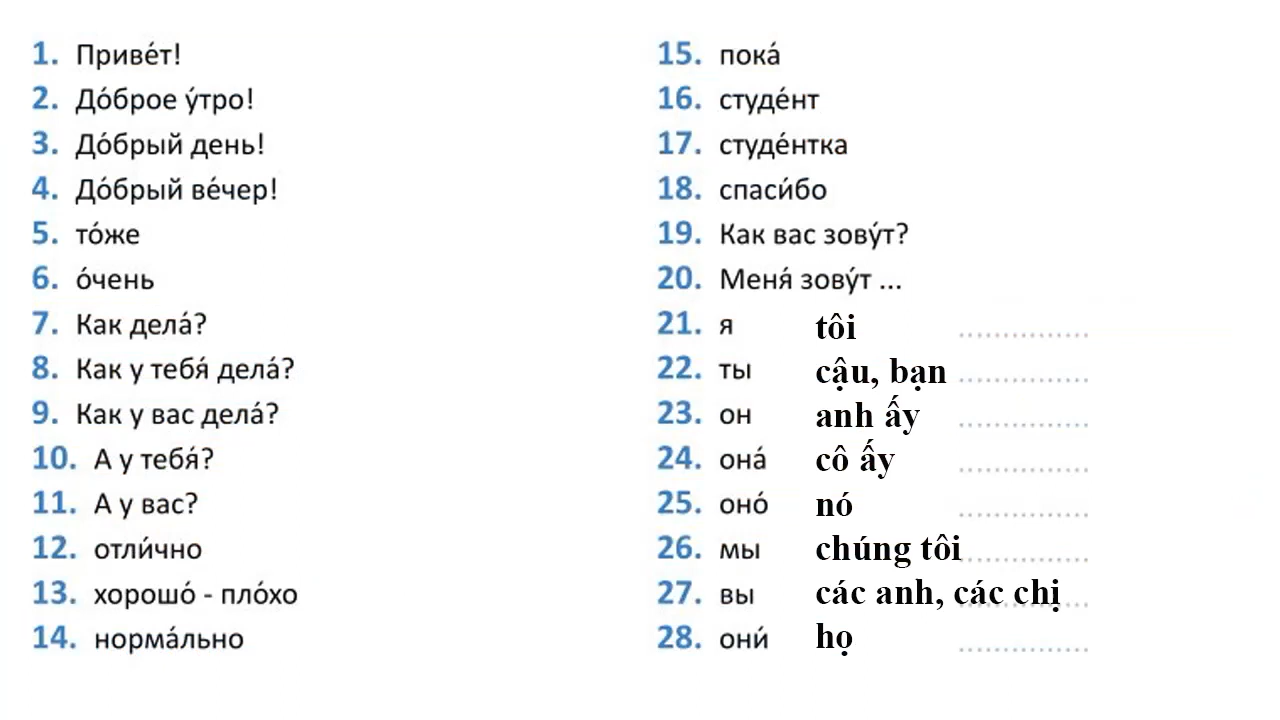 1. Приве́т!
2. До́брое у́тро!
3. До́брый день!
4. До́брый ве́чер!
5. то́же
6. о́чень
7. Как дела́?
8. Как у тебя́ дела́?
9. Как у вас дела́?
10. А у тебя́?
11. А у вас?
12. отли́чно
13. хорошо́ - пло́хо
14. норма́льно
15. пока́
16. студе́нт
17. студе́нтка
18. спаси́бо
19. Как вас зову́т?
20. Меня́ зову́т ...
21. я tôi ...............
22. ты cậu, bạn ...............
23. он anh ấy ...............
24. она́ cô ấy ...............
25. оно́ nó ...............
26. мы chúng tôi ...............
27. вы các anh, các chị ...............
28. они́ họ ...............